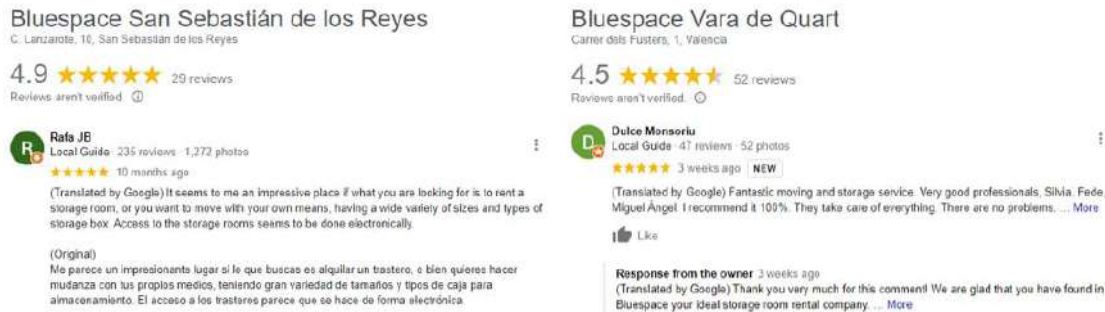 Bluespace San Sebastián de los Reyes
C. Lanzarote, 10, San Sebastián de los Reyes
4.9 29 reviews
Reviews aren't verified
R
Rafa JB
Local Guide · 235 reviews · 1,272 photos
10 months ago
(Translated by Google) It seems to me an impressive place if what you are looking for is to rent a
storage room, or you want to move with your own means, having a wide variety of sizes and types of
storage box. Access to the storage rooms seems to be done electronically.
(Original)
Me parece un impresionante lugar si lo que buscas es alquilar un trastero, o bien quieres hacer
mudanza con tus propios medios, teniendo gran variedad de tamaños y tipos de caja para
almacenamiento. El acceso a los trasteros parece que se hace de forma electrónica.
Bluespace Vara de Quart
Carrer dels Fusters, 1, Valencia
4.5 52 reviews
Reviews aren't verified
D
Dulce Monsoriu
Local Guide · 47 reviews · 52 photos
3 weeks ago NEW
(Translated by Google) Fantastic moving and storage service. Very good professionals, Silvia, Fede,
Miguel Ángel. I recommend it 100%. They take care of everything. There are no problems. ... More
Like
Response from the owner 3 weeks ago
(Translated by Google) Thank you very much for this comment! We are glad that you have found in
Bluespace your ideal storage room rental company. ... More